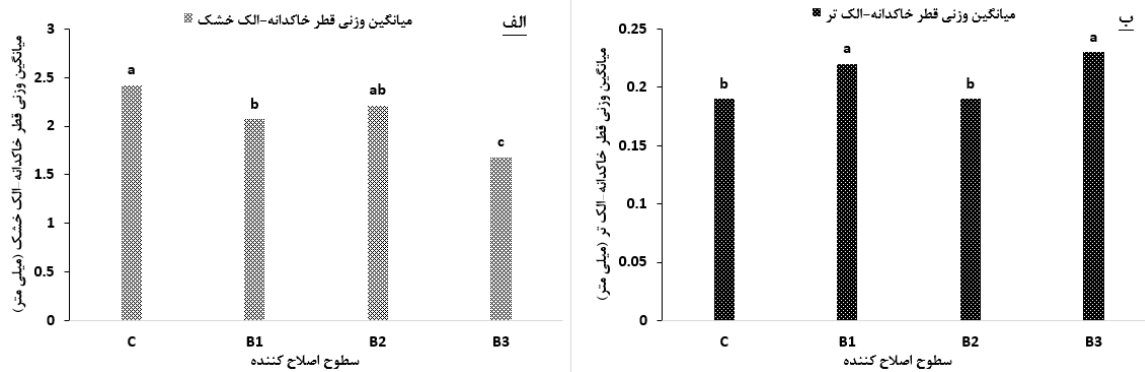 الف
میانگین وزنی قطر خاکدانه-الک خشک
میانگین وزنی قطر خاکدانه-الک خشک (میلی متر)
3
2.5
2
1.5
1
0.5
0
a
b
ab
c
C B1 B2 B3
سطوح اصلاح کننده
ب
میانگین وزنی قطر خاکدانه-الک تر
میانگین وزنی قطر خاکدانه-الک تر (میلی متر)
0.25
0.2
0.15
0.1
0.05
0
b
a
b
a
C B1 B2 B3
سطوح اصلاح کننده